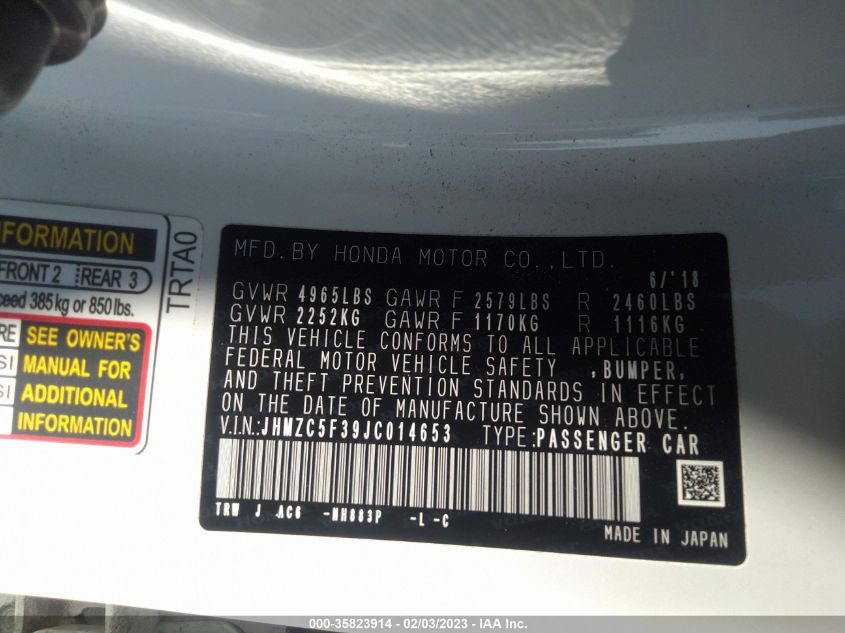 FORMATION
FRONT 2 REAR 3
ceed 385 kg or 850 lbs.
RE SEE OWNER'S
SI MANUAL FOR
SI ADDITIONAL
INFORMATION
TRTA0
MFD. BY HONDA MOTOR CO., LTD.
6/'18
GVWR 4965LBS GAWR F 2579LBS R 2460LBS
GVWR 2252KG GAWR F 1170KG R 1116KG
THIS VEHICLE CONFORMS TO ALL APPLICABLE
FEDERAL MOTOR VEHICLE SAFETY ,BUMPER,
AND THEFT PREVENTION STANDARDS IN EFFECT
ON THE DATE OF MANUFACTURE SHOWN ABOVE.
V.I.N.:JHMZC5F39JC014653 TYPE:PASSENGER CAR
TRW J AC6 -NH883P -L -C
MADE IN JAPAN
000-35823914 - 02/03/2023 - IAA Inc.